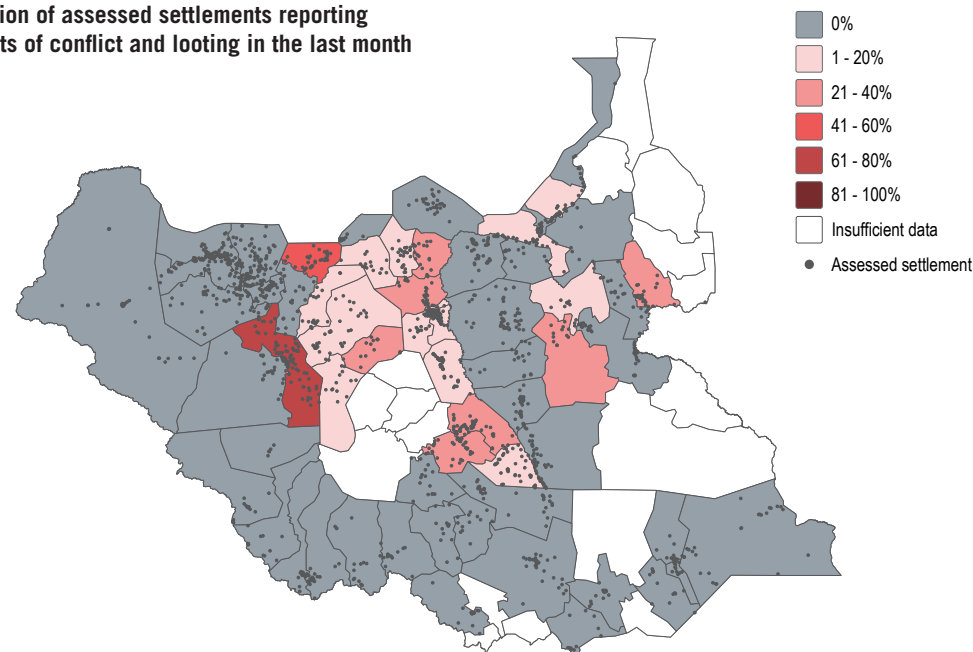 ion of assessed settlements reporting
ts of conflict and looting in the last month
0%
1 - 20%
21 - 40%
41 - 60%
61 - 80%
81 - 100%
Insufficient data
Assessed settlement